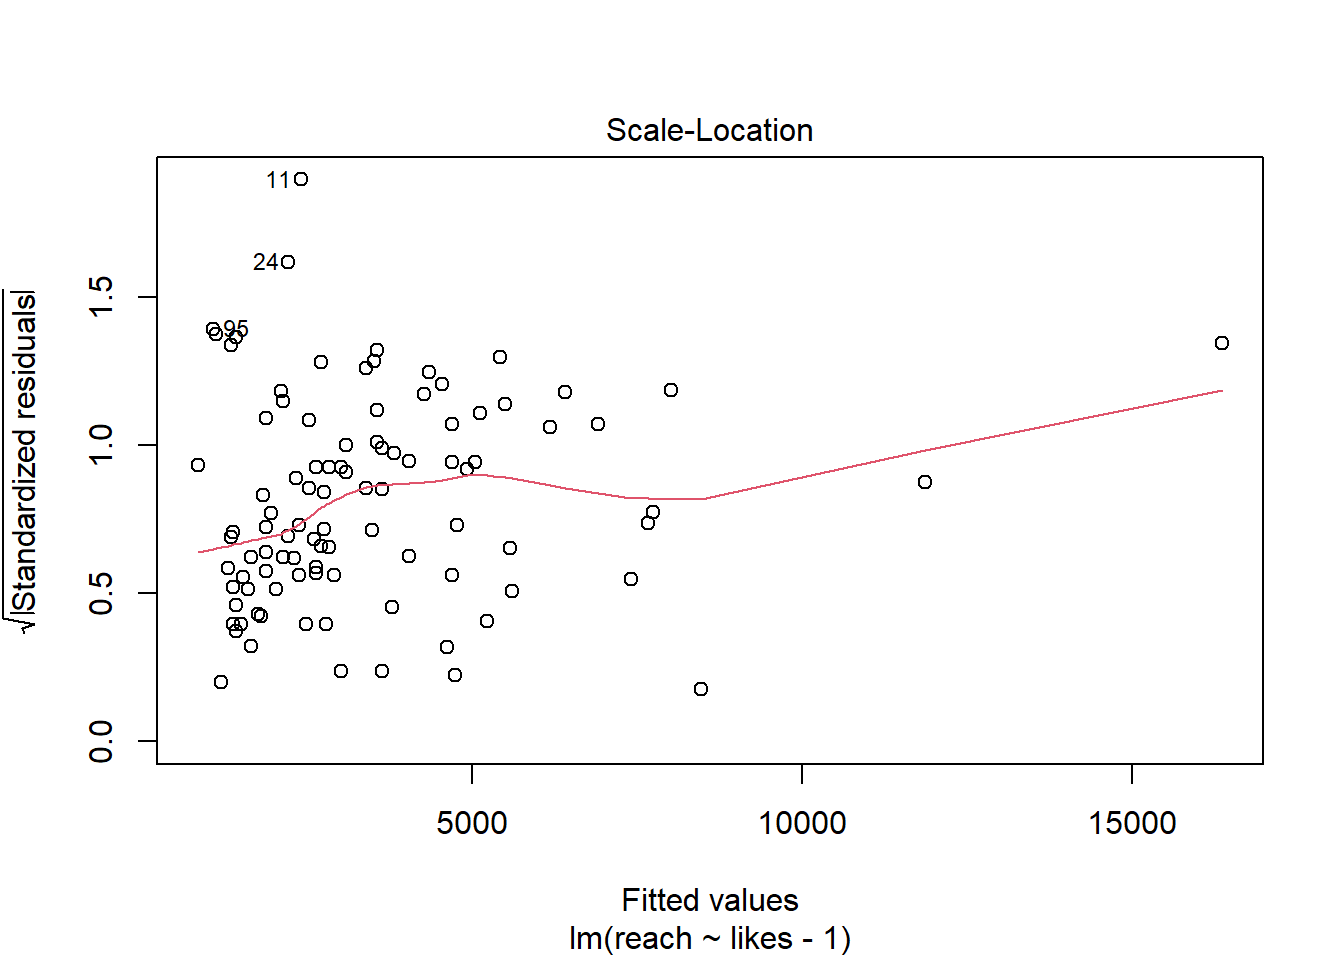 Scale-Location
11
24
95
√|Standardized residuals|
0.0 0.5 1.0 1.5
5000 10000 15000
Fitted values
lm(reach ~ likes - 1)